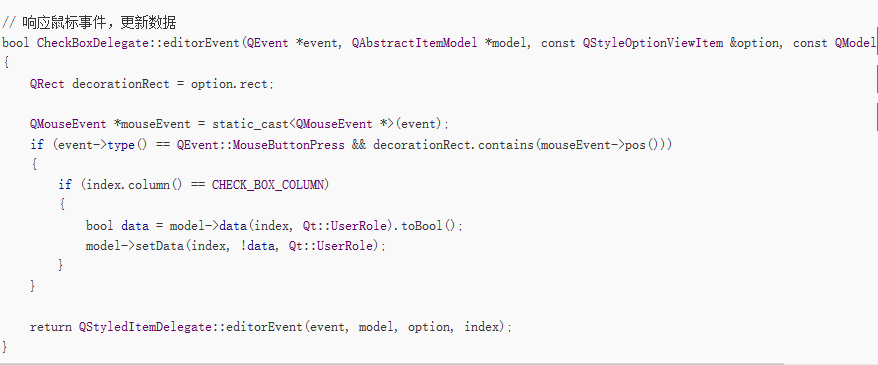 // 响应鼠标事件，更新数据
bool CheckBoxDelegate::editorEvent(QEvent *event, QAbstractItemModel *model, const QStyleOptionViewItem &option, const QModel
{
    QRect decorationRect = option.rect;

    QMouseEvent *mouseEvent = static_cast<QMouseEvent *>(event);
    if (event->type() == QEvent::MouseButtonPress && decorationRect.contains(mouseEvent->pos()))
    {
        if (index.column() == CHECK_BOX_COLUMN)
        {
            bool data = model->data(index, Qt::UserRole).toBool();
            model->setData(index, !data, Qt::UserRole);
        }
    }

    return QStyledItemDelegate::editorEvent(event, model, option, index);
}